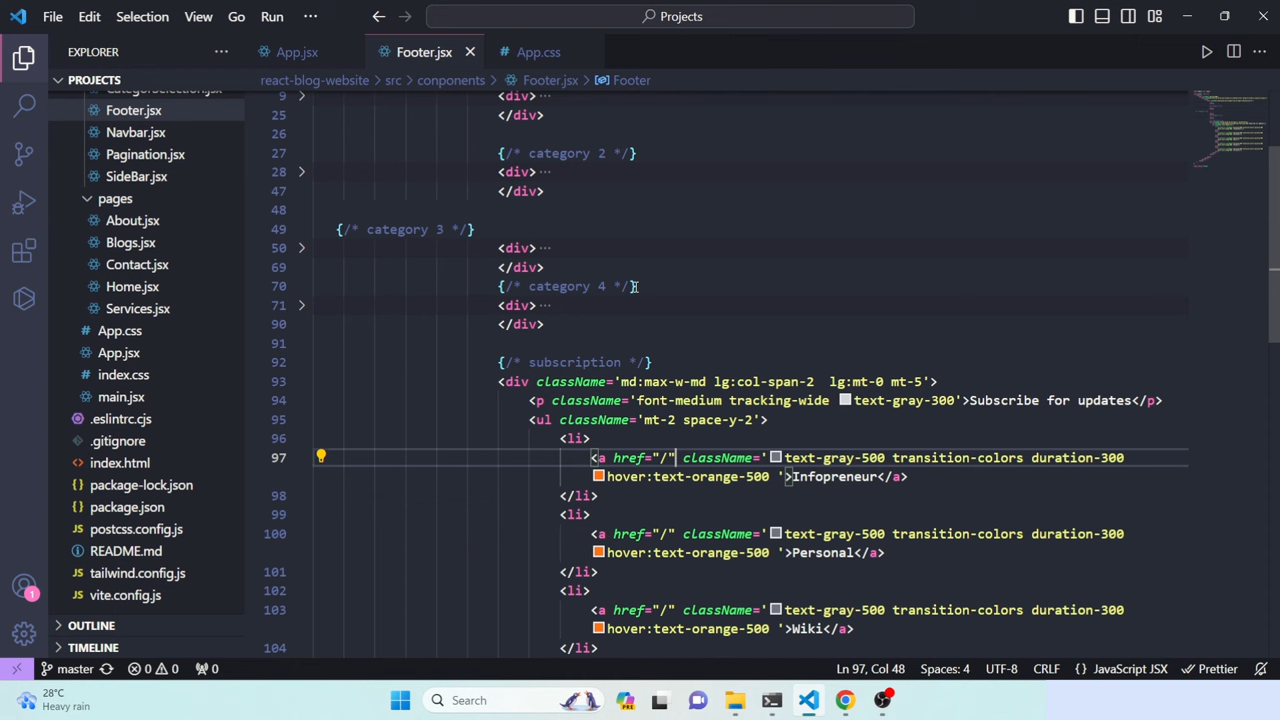 File Edit Selection View Go Run ··· Projects
EXPLORER ···
App.jsx Footer.jsx App.css
PROJECTS
react-blog-website > src > conponents > Footer.jsx > Footer
Footer.jsx
Navbar.jsx
Pagination.jsx
SideBar.jsx
pages
About.jsx
Blogs.jsx
Contact.jsx
Home.jsx
Services.jsx
App.css
App.jsx
index.css
main.jsx
.eslintrc.cjs
.gitignore
index.html
package-lock.json
package.json
postcss.config.js
README.md
tailwind.config.js
vite.config.js
OUTLINE
TIMELINE
9 <div> ···
25 </div>
26
27 {/* category 2 */}
28 <div> ···
47 </div>
48
49 {/* category 3 */}
50 <div> ···
69 </div>
70 {/* category 4 */}
71 <div> ···
90 </div>
91
92 {/* subscription */}
93 <div className='md:max-w-md lg:col-span-2  lg:mt-0 mt-5'>
94 <p className='font-medium tracking-wide text-gray-300'>Subscribe for updates</p>
95 <ul className='mt-2 space-y-2'>
96 <li>
97 <a href="/" className='text-gray-500 transition-colors duration-300
hover:text-orange-500 '>Infopreneur</a>
98 </li>
99 <li>
100 <a href="/" className='text-gray-500 transition-colors duration-300
hover:text-orange-500 '>Personal</a>
101 </li>
102 <li>
103 <a href="/" className='text-gray-500 transition-colors duration-300
hover:text-orange-500 '>Wiki</a>
104 </li>
1
master 0 0 0 Ln 97, Col 48 Spaces: 4 UTF-8 CRLF {} JavaScript JSX Prettier
28°C
Heavy rain
Search
PRE